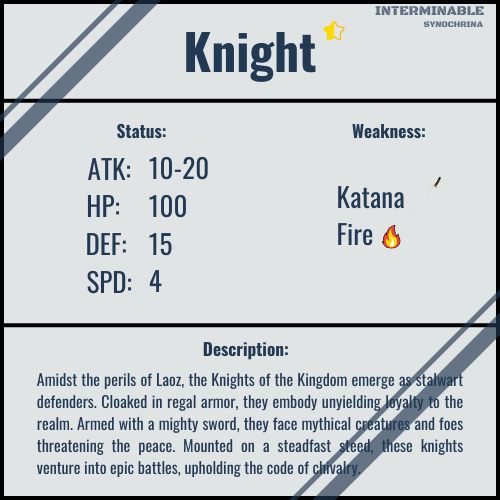 INTERMINABLE
SYNOCHRINA
Knight
Status:
ATK: 10-20
HP: 100
DEF: 15
SPD: 4
Weakness:
Katana
Fire
Description:
Amidst the perils of Laoz, the Knights of the Kingdom emerge as stalwart
defenders. Cloaked in regal armor, they embody unyielding loyalty to the
realm. Armed with a mighty sword, they face mythical creatures and foes
threatening the peace. Mounted on a steadfast steed, these knights
venture into epic battles, upholding the code of chivalry.